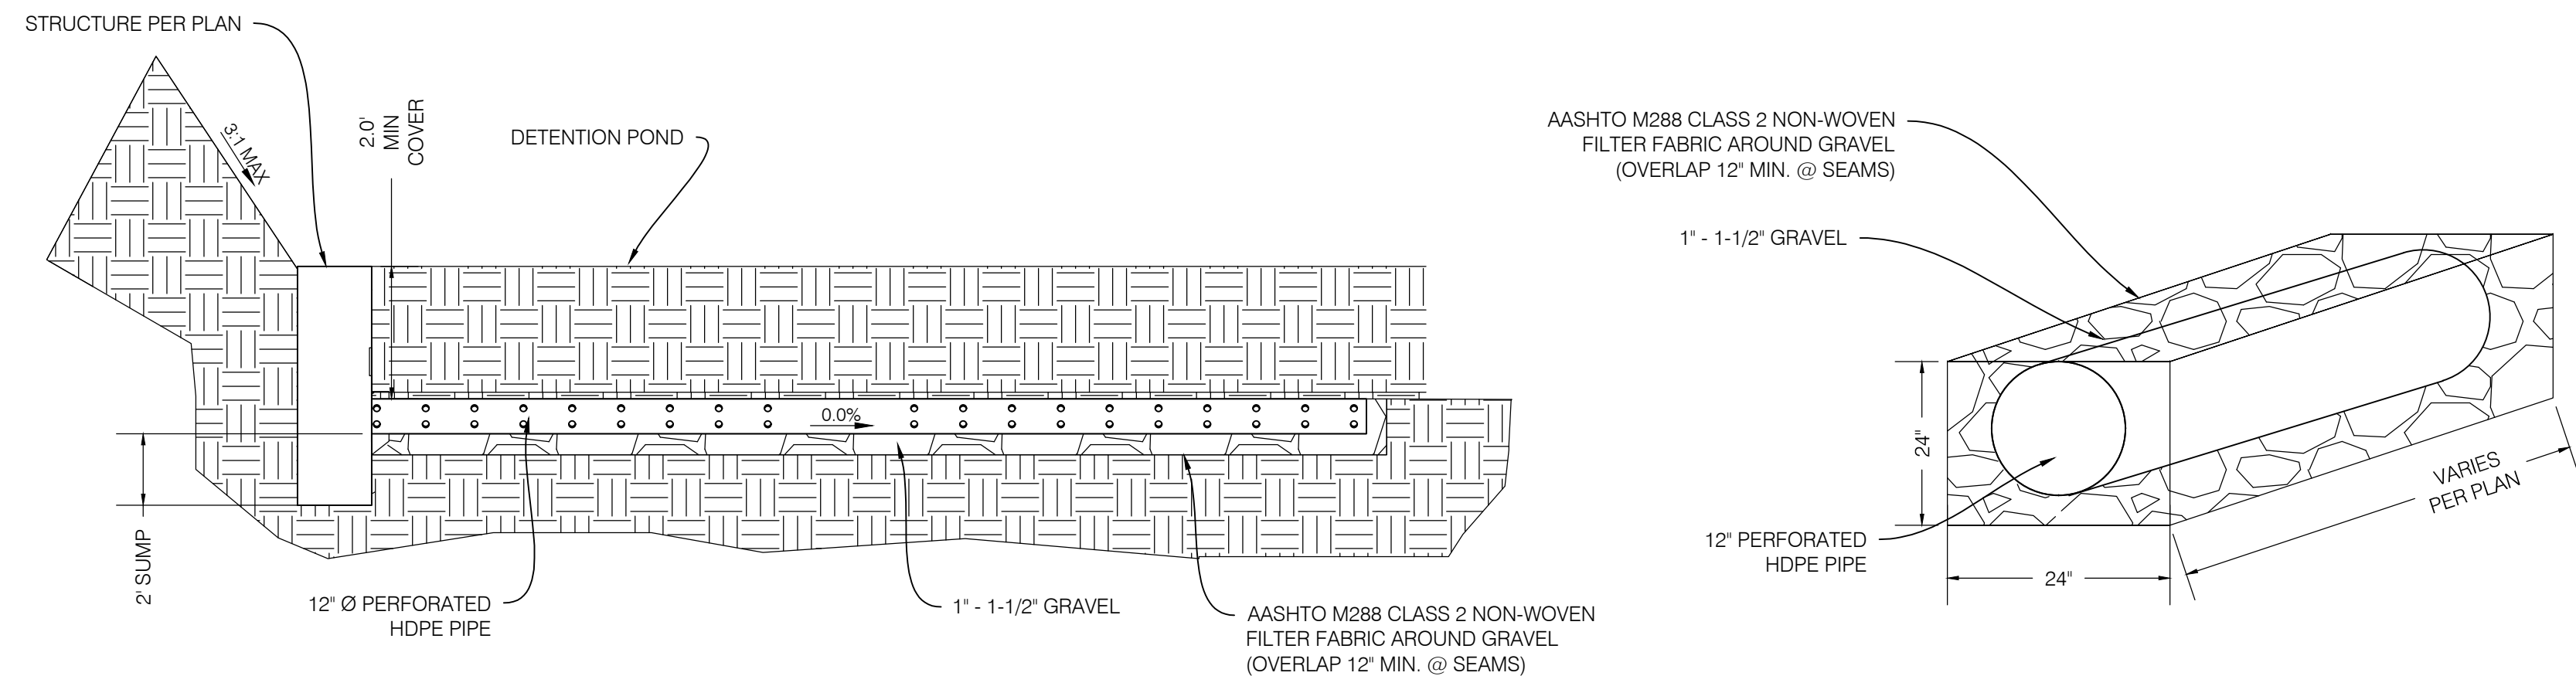 STRUCTURE PER PLAN
3:1 MAX
2.0'
MIN
COVER
DETENTION POND
0.0%
2' SUMP
12" Ø PERFORATED
HDPE PIPE
1" - 1-1/2" GRAVEL
AASHTO M288 CLASS 2 NON-WOVEN
FILTER FABRIC AROUND GRAVEL
(OVERLAP 12" MIN. @ SEAMS)
AASHTO M288 CLASS 2 NON-WOVEN
FILTER FABRIC AROUND GRAVEL
(OVERLAP 12" MIN. @ SEAMS)
1" - 1-1/2" GRAVEL
24"
12" PERFORATED
HDPE PIPE
24"
VARIES
PER PLAN